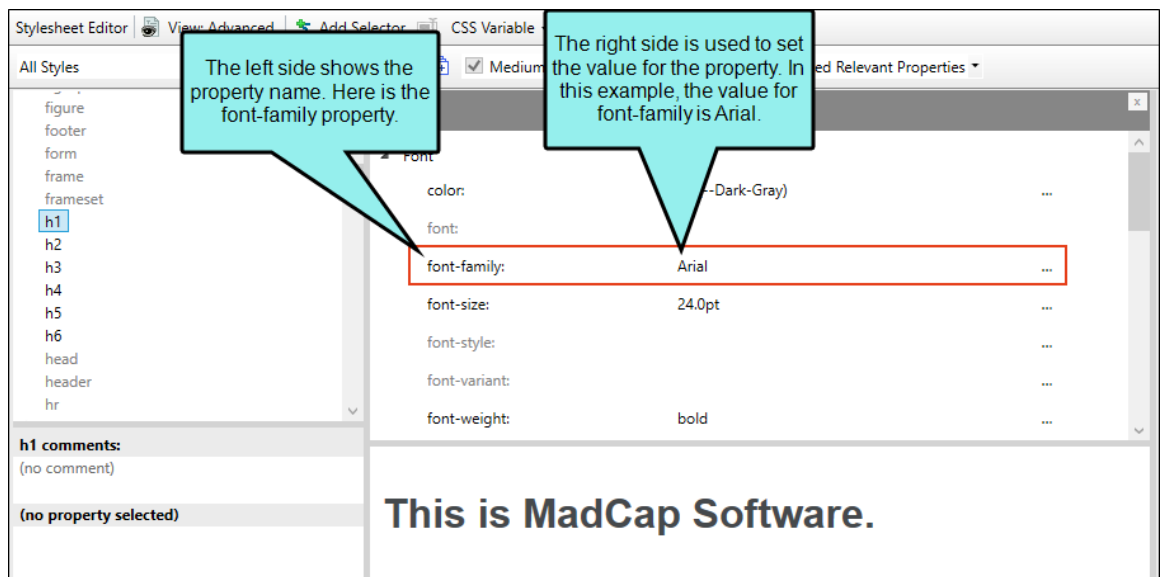 Stylesheet Editor View: Advanced Add Selector CSS Variable
The left side shows the
property name. Here is the
font-family property.
The right side is used to set
the value for the property. In
this example, the value for
font-family is Arial.
All Styles Medium Relevant Properties
figure
footer
form
frame
frameset
h1
h2
h3
h4
h5
h6
head
header
hr
Font
color: --Dark-Gray) ...
font:
font-family: Arial ...
font-size: 24.0pt ...
font-style: ...
font-variant: ...
font-weight: bold ...
h1 comments:
(no comment)
(no property selected)
This is MadCap Software.